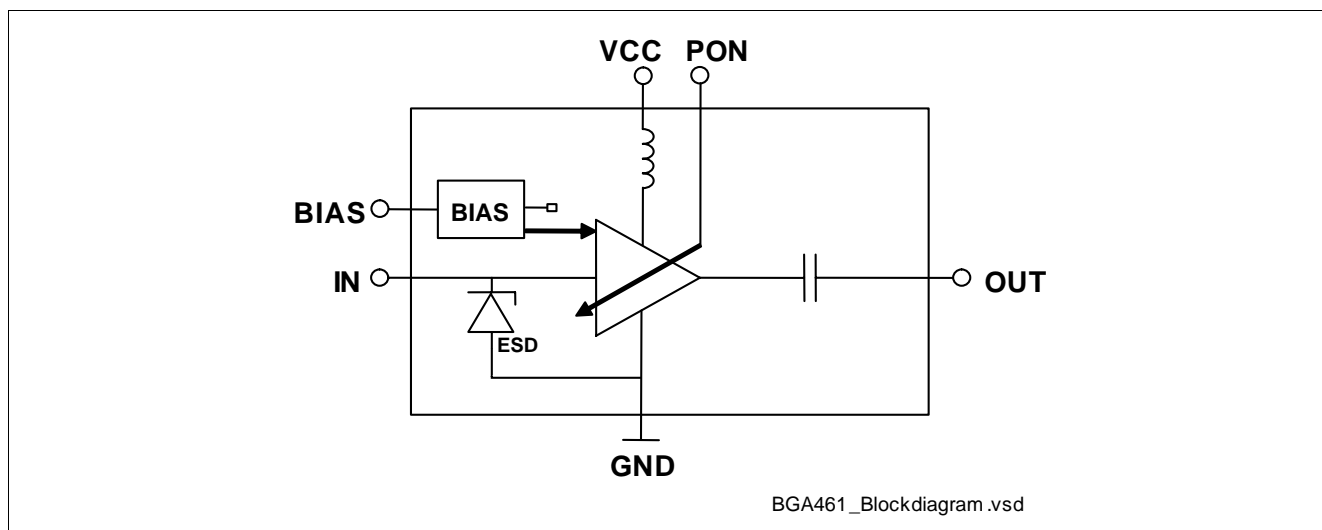 VCC PON
BIAS BIAS
IN
OUT
ESD
GND
BGA461_Blockdiagram.vsd